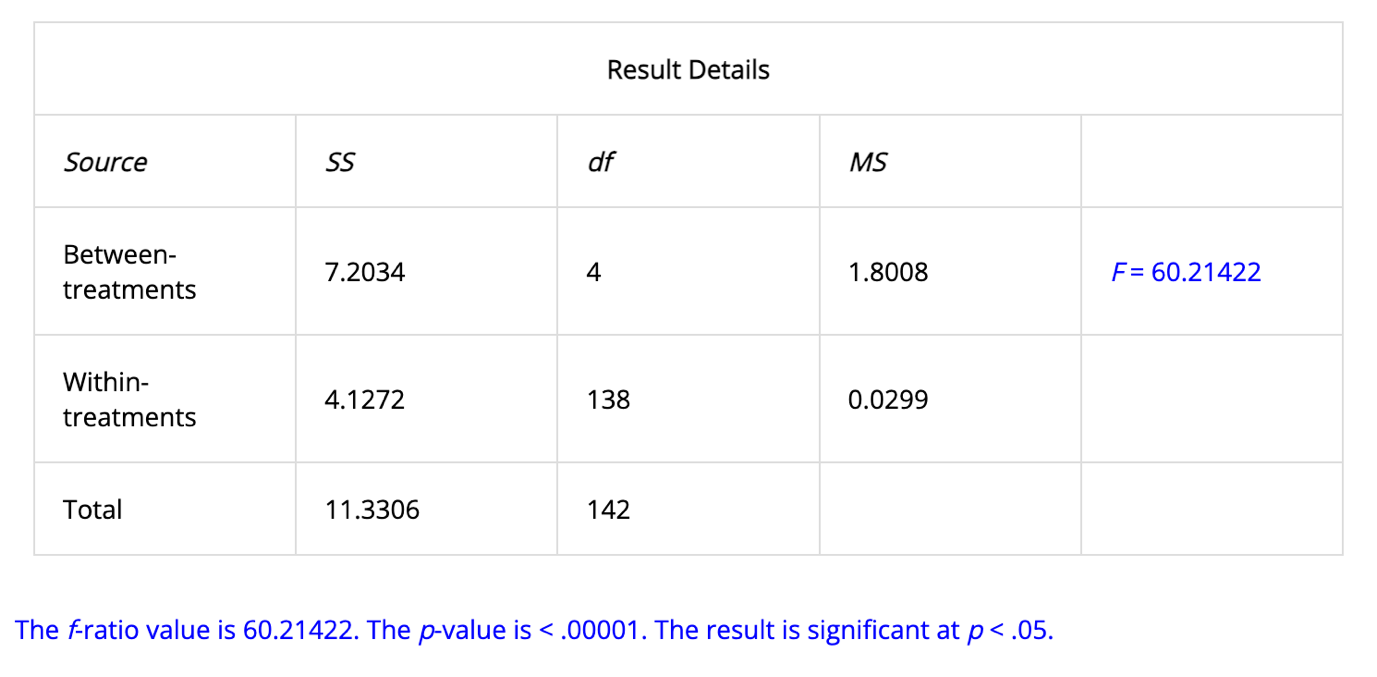 Result Details
Source SS df MS
Between-
treatments 7.2034 4 1.8008 F = 60.21422
Within-
treatments 4.1272 138 0.0299
Total 11.3306 142
The f-ratio value is 60.21422. The p-value is < .00001. The result is significant at p < .05.